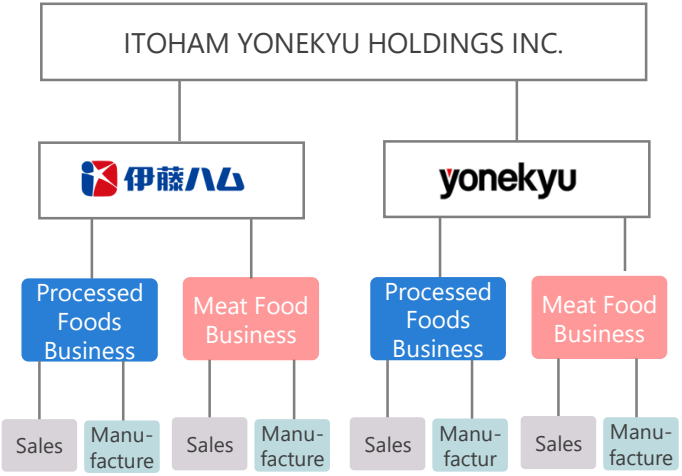 ITOHAM YONEKYU HOLDINGS INC.
伊藤ハム
yonekyu
Processed
Foods
Business
Meat Food
Business
Processed
Foods
Business
Meat Food
Business
Sales
Manu-
facture
Sales
Manu-
facture
Sales
Manu-
factur
Sales
Manu-
facture